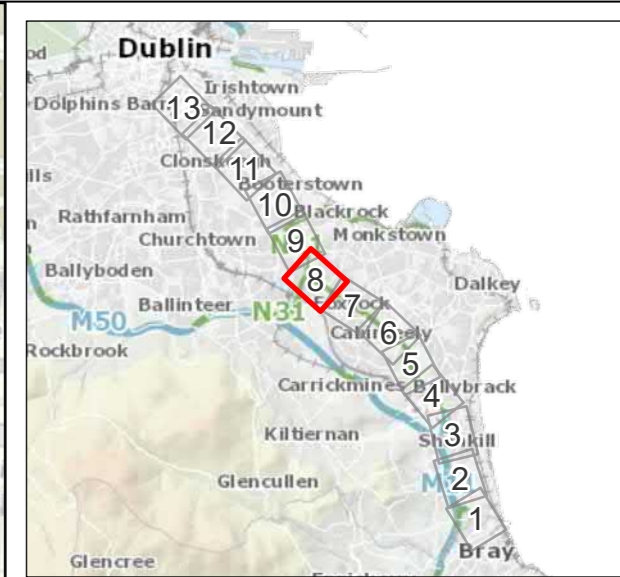 Dublin
Irishtown
Dolphins Barn
Sandymount
13
12
Clonskeagh
11
Booterstown
10
Rathfarnham
Blackrock
Churchtown
9
Monkstown
Ballyboden
8
Dalkey
Ballinteer
N31
7
Foxrock
M50
6
Cabinteely
Rockbrook
5
Carrickmines
Ballybrack
4
Kiltiernan
3
Shankill
Glencullen
2
1
Bray
Glencree